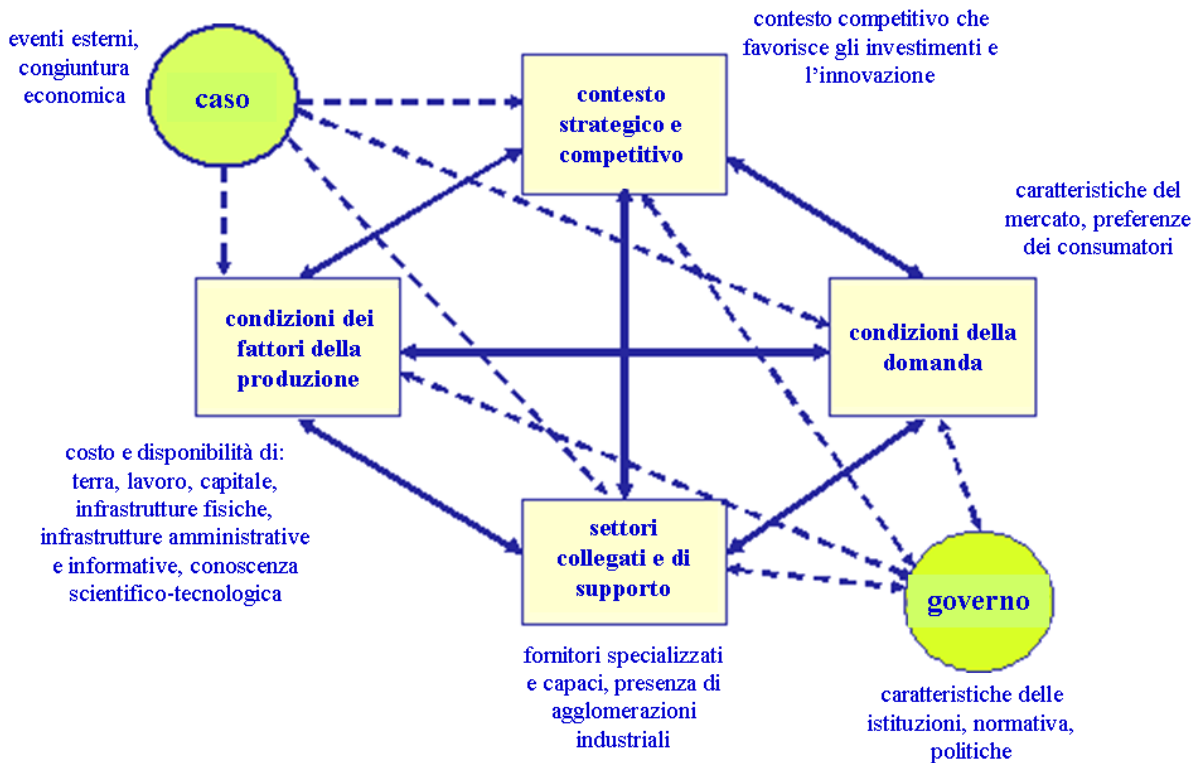 eventi esterni,
congiuntura
economica
caso
contesto competitivo che
favorisce gli investimenti e
l'innovazione
contesto
strategico e
competitivo
caratteristiche del
mercato, preferenze
dei consumatori
condizioni dei
fattori della
produzione
condizioni della
domanda
costo e disponibilità di:
terra, lavoro, capitale,
infrastrutture fisiche,
infrastrutture amministrative
e informative, conoscenza
scientifico-tecnologica
settori
collegati e di
supporto
governo
fornitori specializzati
e capaci, presenza di
agglomerazioni
industriali
caratteristiche delle
istituzioni, normativa,
politiche